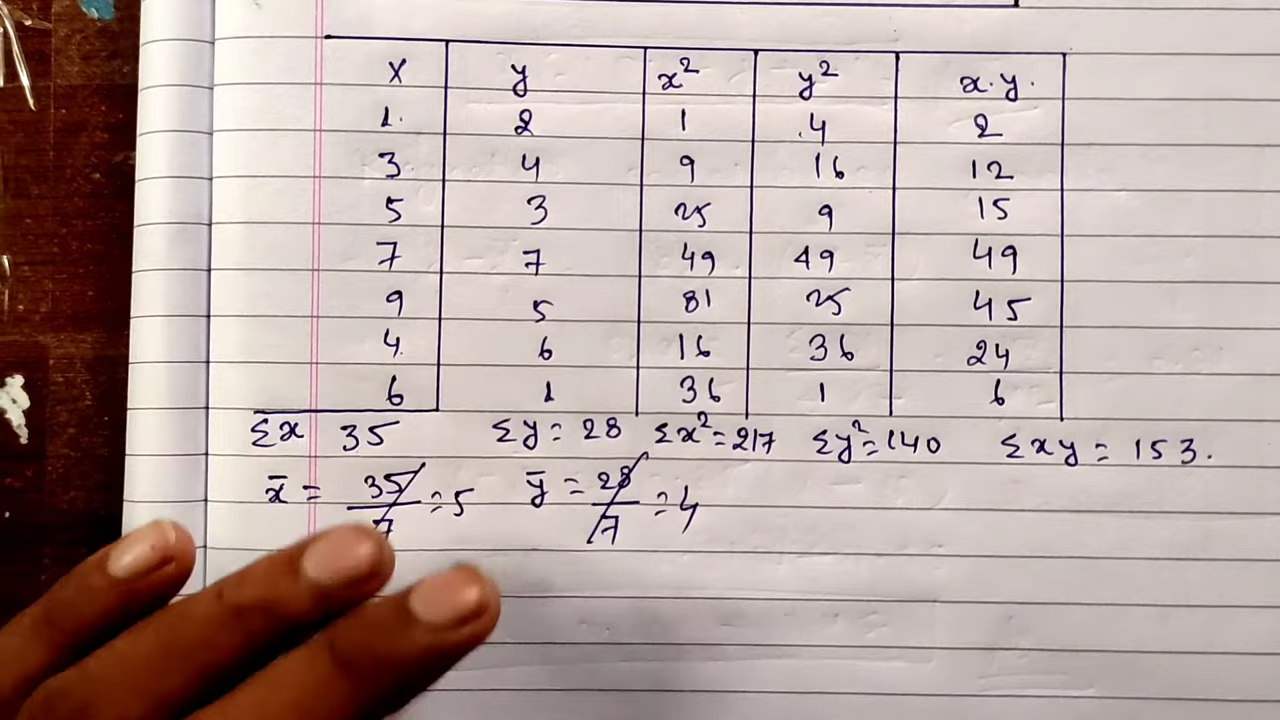 x y x² y² x.y.
1. 2 1 .4 2
3 4 9 16 12
5 3 25 9 15
7 7 49 49 49
9 5 81 25 45
4. 6 16 36 24
6 1 36 1 6
Σx 35 Σy = 28 Σx² = 217 Σy² = 140 Σxy = 153.
x̄ = 35/7 = 5 ȳ = 28/7 = 4